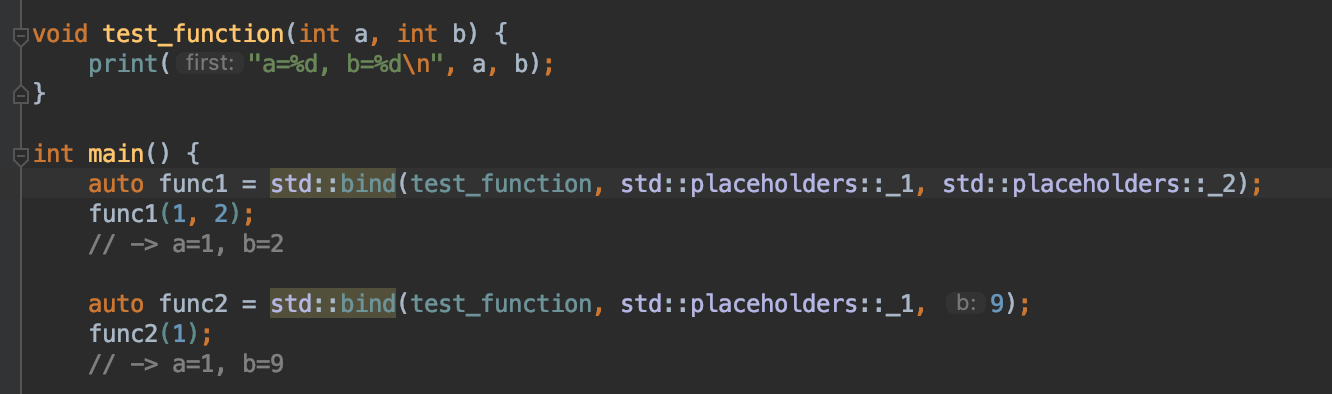 void test_function(int a, int b) {
    print( first: "a=%d, b=%d\n", a, b);
}
int main() {
    auto func1 = std::bind(test_function, std::placeholders::_1, std::placeholders::_2);
    func1(1, 2);
    // -> a=1, b=2
    auto func2 = std::bind(test_function, std::placeholders::_1, b: 9);
    func2(1);
    // -> a=1, b=9